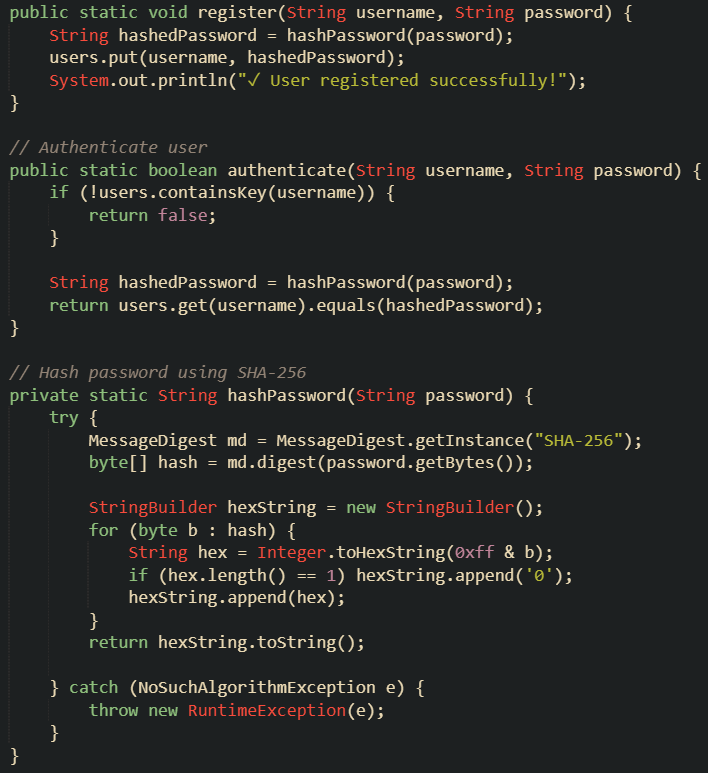 public static void register(String username, String password) {
    String hashedPassword = hashPassword(password);
    users.put(username, hashedPassword);
    System.out.println("✓ User registered successfully!");
}

// Authenticate user
public static boolean authenticate(String username, String password) {
    if (!users.containsKey(username)) {
        return false;
    }

    String hashedPassword = hashPassword(password);
    return users.get(username).equals(hashedPassword);
}

// Hash password using SHA-256
private static String hashPassword(String password) {
    try {
        MessageDigest md = MessageDigest.getInstance("SHA-256");
        byte[] hash = md.digest(password.getBytes());

        StringBuilder hexString = new StringBuilder();
        for (byte b : hash) {
            String hex = Integer.toHexString(0xff & b);
            if (hex.length() == 1) hexString.append('0');
            hexString.append(hex);
        }
        return hexString.toString();

    } catch (NoSuchAlgorithmException e) {
        throw new RuntimeException(e);
    }
}